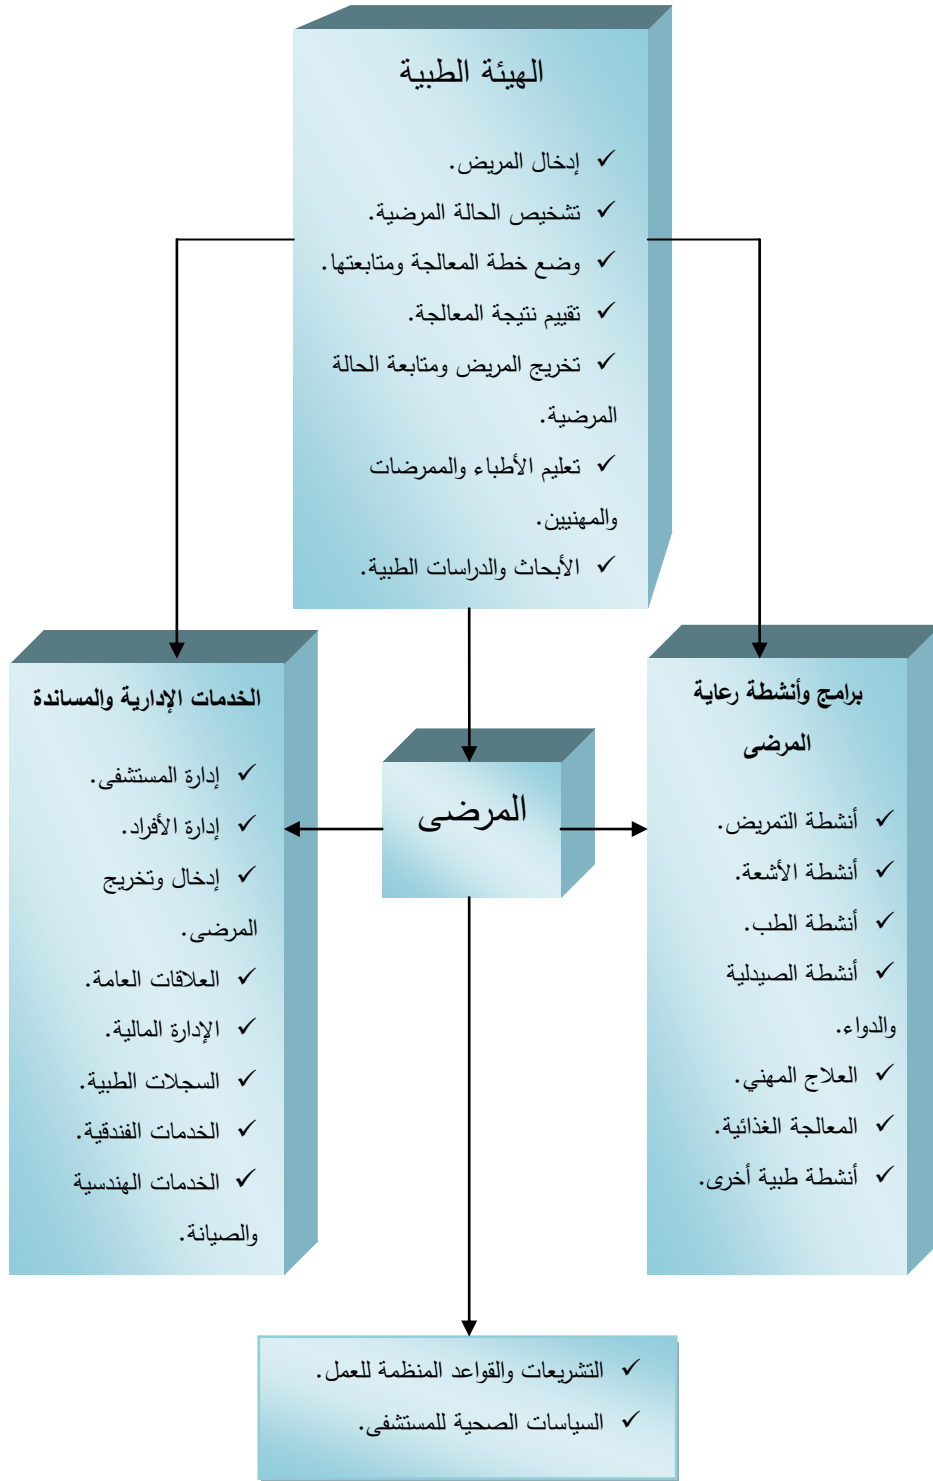 الهيئة الطبية
✓ إدخال المريض.
✓ تشخيص الحالة المرضية.
✓ وضع خطة المعالجة ومتابعتها.
✓ تقييم نتيجة المعالجة.
✓ تخريج المريض ومتابعة الحالة
المرضية.
✓ تعليم الأطباء والممرضات
والمهنيين.
✓ الأبحاث والدراسات الطبية.
برامج وأنشطة رعاية
المرضى
✓ أنشطة التمريض.
✓ أنشطة الأشعة.
✓ أنشطة الطب.
✓ أنشطة الصيدلية
والدواء.
✓ العلاج المهني.
✓ المعالجة الغذائية.
✓ أنشطة طبية أخرى.
المرضى
الخدمات الإدارية والمساندة
✓ إدارة المستشفى.
✓ إدارة الأفراد.
✓ إدخال وتخريج
المرضى.
✓ العلاقات العامة.
✓ الإدارة المالية.
✓ السجلات الطبية.
✓ الخدمات الفندقية.
✓ الخدمات الهندسية
والصيانة.
✓ التشريعات والقواعد المنظمة للعمل.
✓ السياسات الصحية للمستشفى.